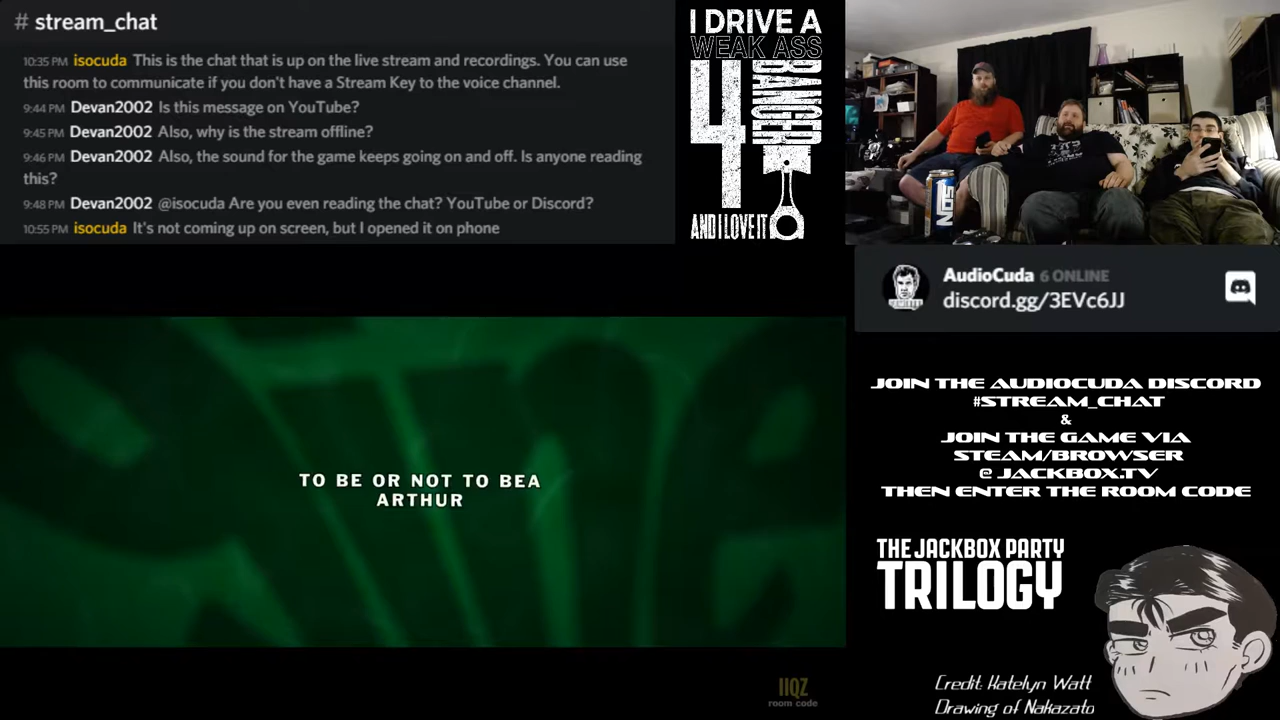 # stream_chat
10:35 PM isocuda This is the chat that is up on the live stream and recordings. You can use
this room communicate if you don't have a Stream Key to the voice channel.
9:44 PM Devan2002 Is this message on YouTube?
9:45 PM Devan2002 Also, why is the stream offline?
9:46 PM Devan2002 Also, the sound for the game keeps going on and off. Is anyone reading
this?
9:48 PM Devan2002 @isocuda Are you even reading the chat? YouTube or Discord?
10:55 PM isocuda It's not coming up on screen, but I opened it on phone
I DRIVE A
WEAK ASS
4
BANGER
AND I LOVE IT
NOS
AudioCuda 6 ONLINE
discord.gg/3EVc6JJ
JOIN THE AUDIOCUDA DISCORD
#STREAM_CHAT
&
JOIN THE GAME VIA
STEAM/BROWSER
@ JACKBOX.TV
THEN ENTER THE ROOM CODE
TO BE OR NOT TO BEA
ARTHUR
THE JACKBOX PARTY
TRILOGY
IIQZ
room code
Credit: Katelyn Watt
Drawing of Nakazato